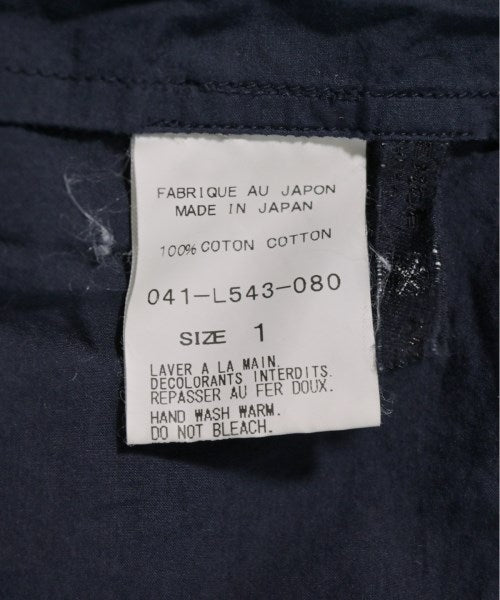 FABRIQUE AU JAPON
MADE IN JAPAN
100% COTON COTTON
041-L543-080
SIZE 1
LAVER A LA MAIN.
DECOLORANTS INTERDITS.
REPASSER AU FER DOUX.
HAND WASH WARM.
DO NOT BLEACH.